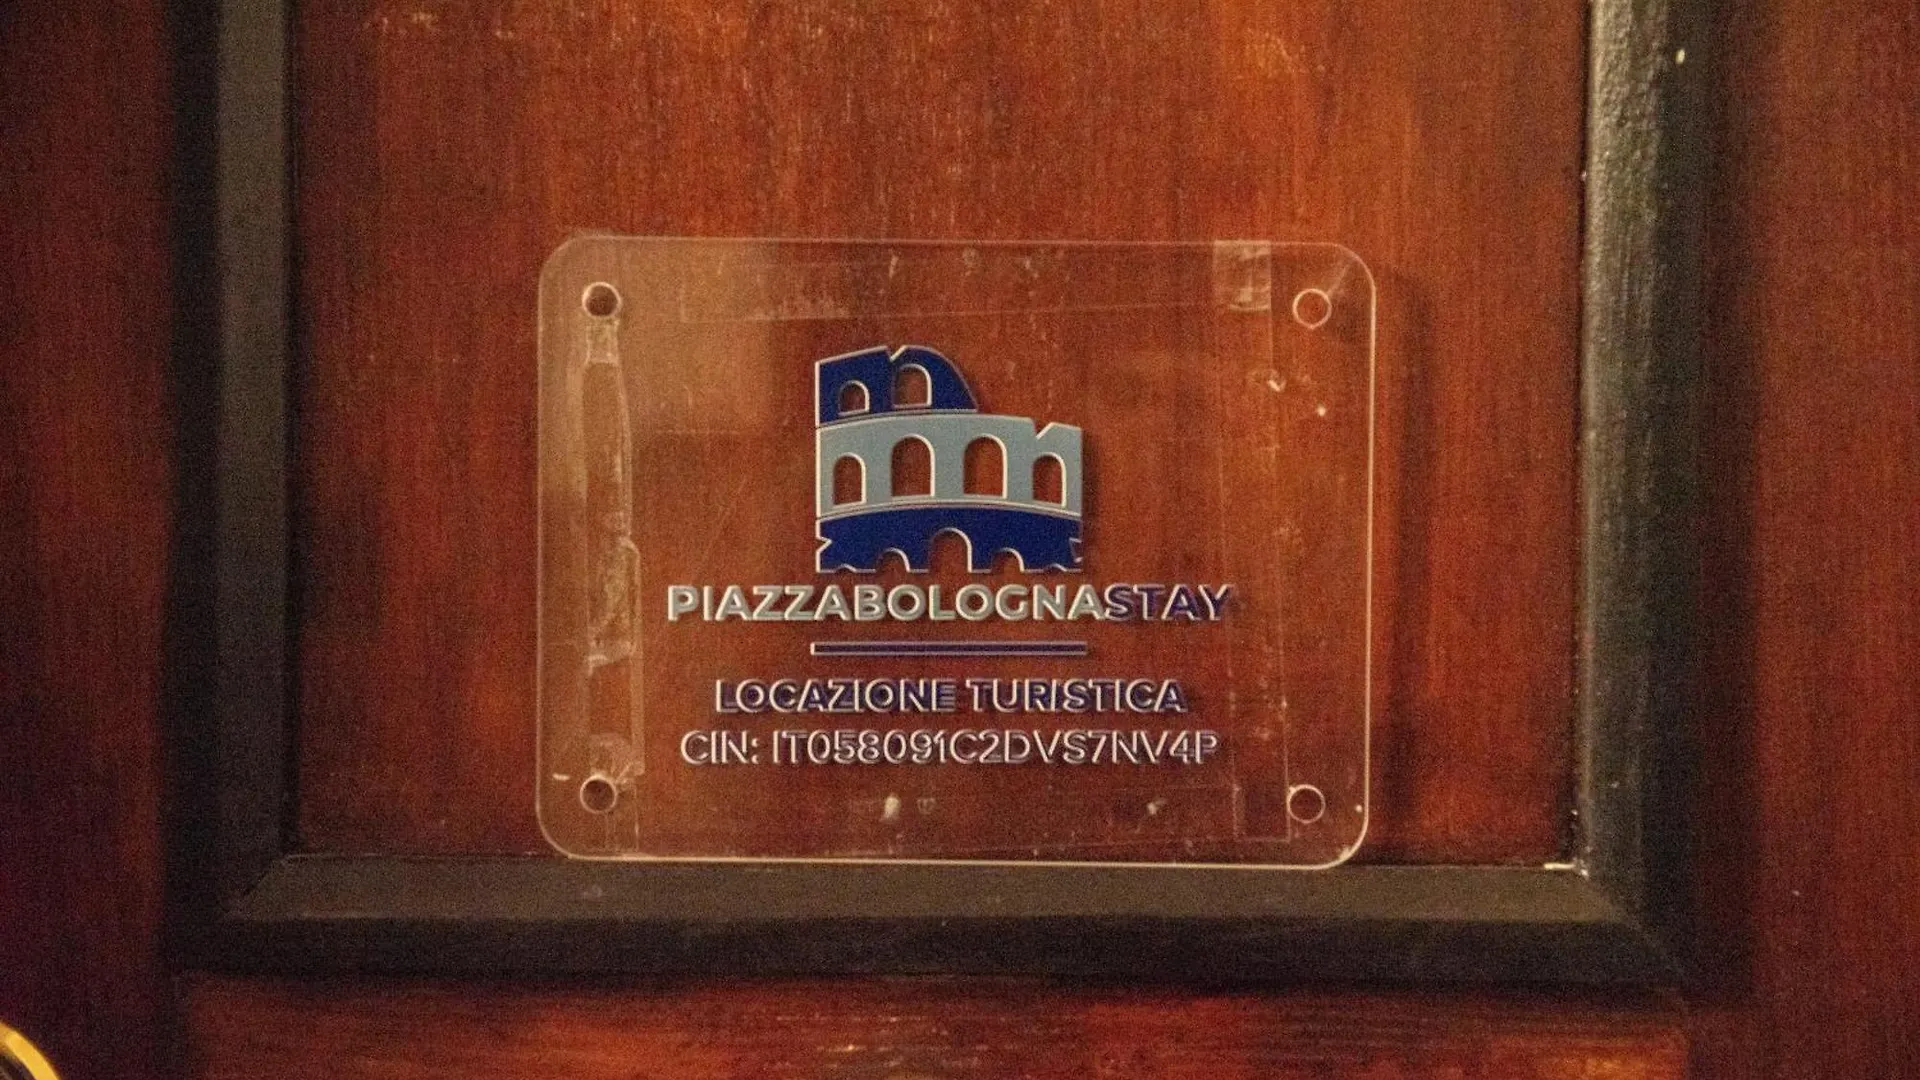 PIAZZABOLOGNASTAY
LOCAZIONE TURISTICA
CIN: IT058091C2DVS7NV4P